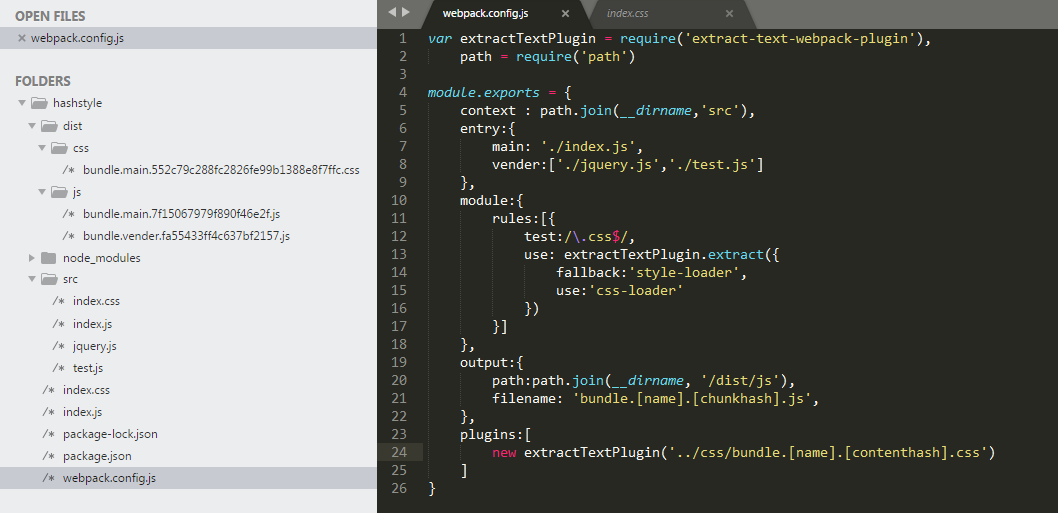 OPEN FILES
webpack.config.js
FOLDERS
hashstyle
dist
css
/* bundle.main.552c79c288fc2826fe99b1388e8f7ffc.css
js
/* bundle.main.7f15067979f890f46e2f.js
/* bundle.vender.fa55433ff4c637bf2157.js
node_modules
src
/* index.css
/* index.js
/* jquery.js
/* test.js
/* index.css
/* index.js
/* package-lock.json
/* package.json
/* webpack.config.js
webpack.config.js × index.css ×
1 var extractTextPlugin = require('extract-text-webpack-plugin'),
2     path = require('path')
3
4 module.exports = {
5     context : path.join(__dirname,'src'),
6     entry:{
7         main: './index.js',
8         vender:['./jquery.js','./test.js']
9     },
10     module:{
11         rules:[{
12             test:/\.css$/,
13             use: extractTextPlugin.extract({
14                 fallback:'style-loader',
15                 use:'css-loader'
16             })
17         }]
18     },
19     output:{
20         path:path.join(__dirname, '/dist/js'),
21         filename: 'bundle.[name].[chunkhash].js',
22     },
23     plugins:[
24         new extractTextPlugin('../css/bundle.[name].[contenthash].css')
25     ]
26 }